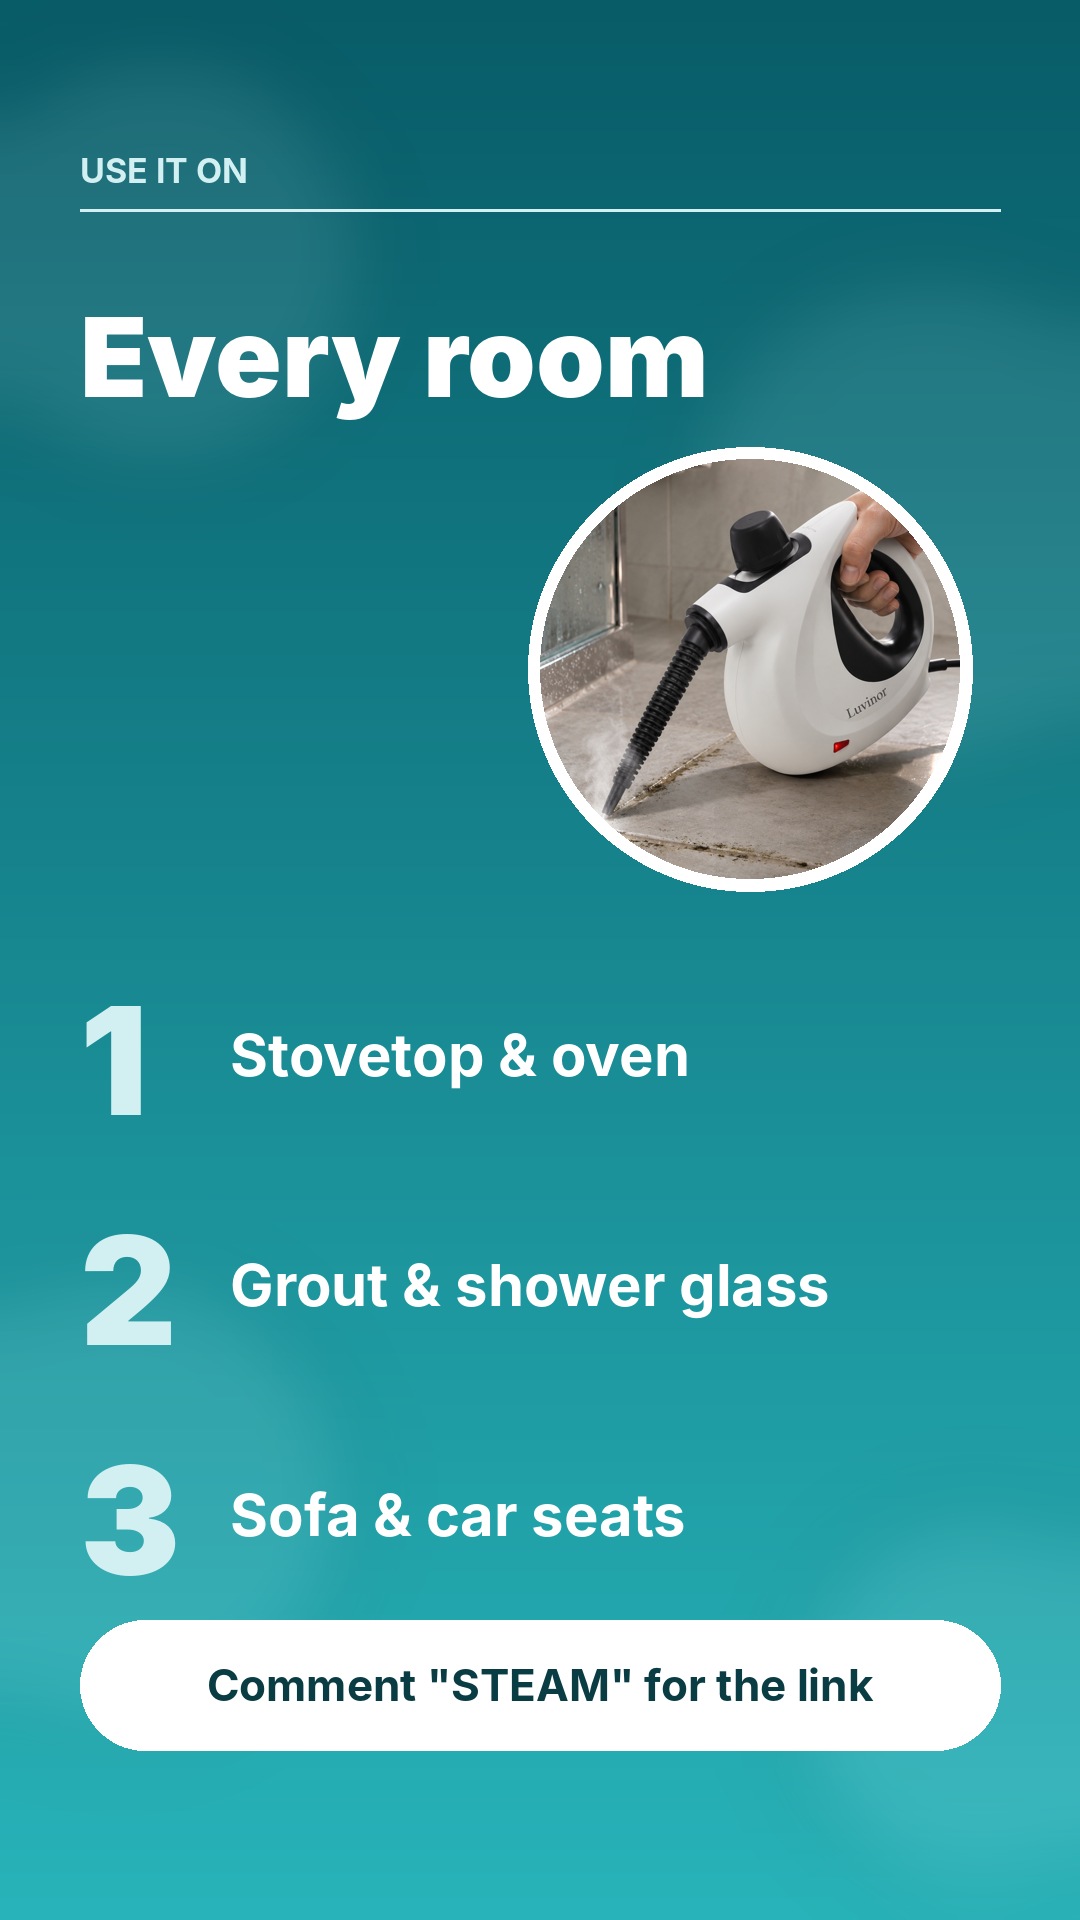 USE IT ON
Every room
Luvinor
1 Stovetop & oven
2 Grout & shower glass
3 Sofa & car seats
Comment "STEAM" for the link